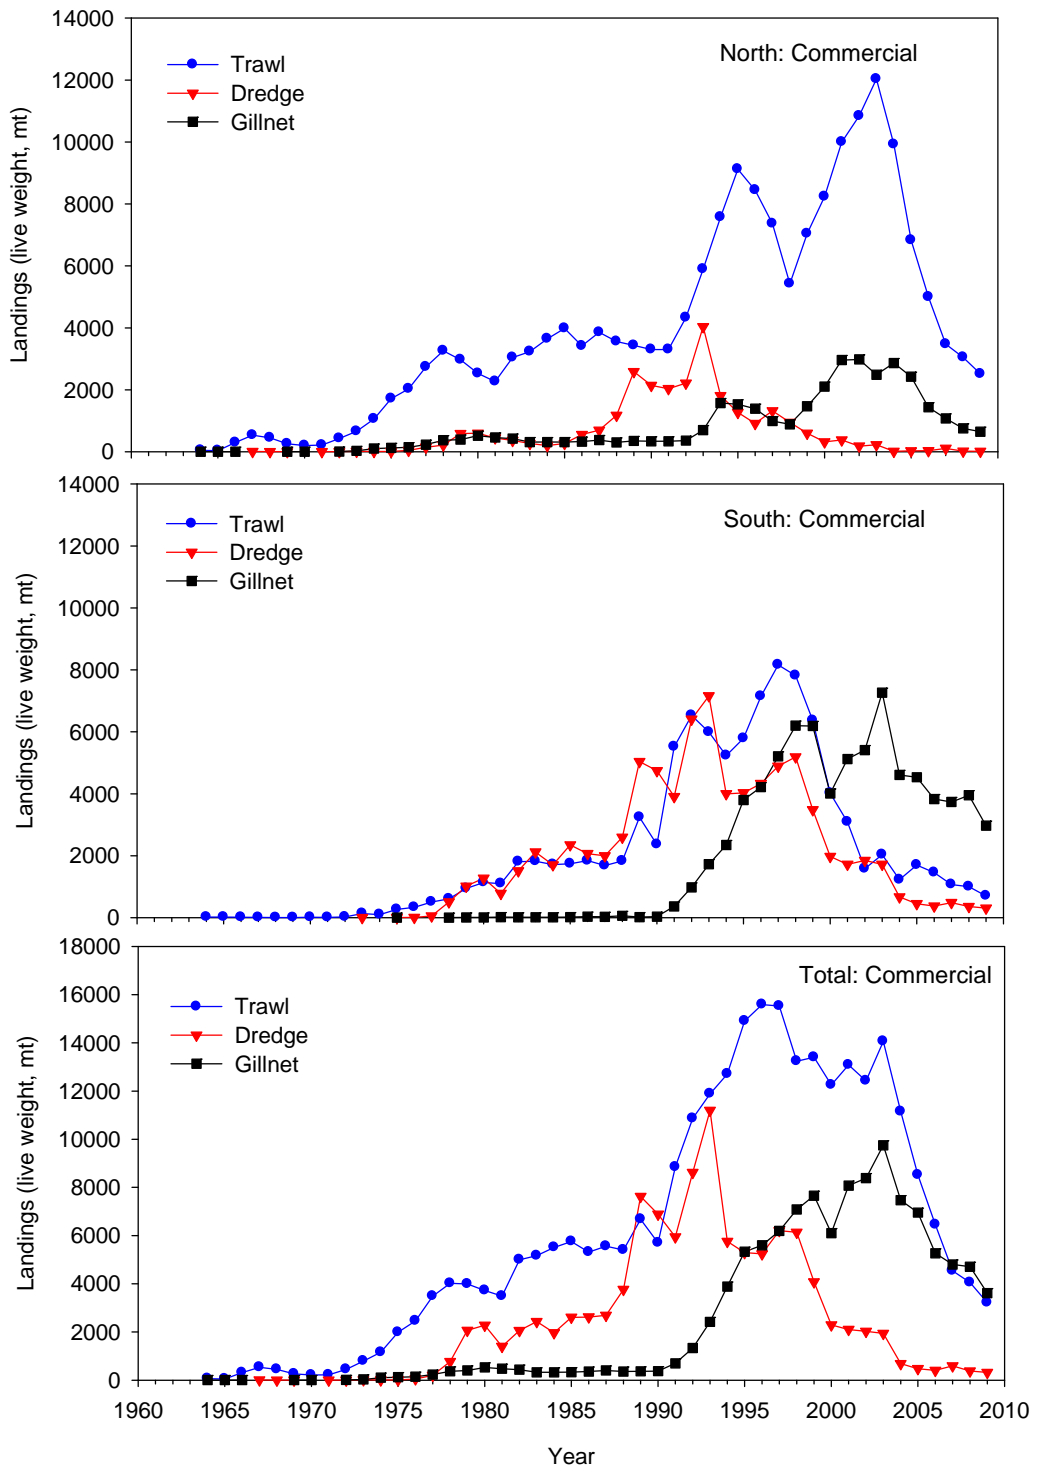 14000
North: Commercial
Trawl
12000
Dredge
Gillnet
10000
8000
6000
4000
2000
0
Landings (live weight, mt)
14000
South: Commercial
Trawl
12000
Dredge
Gillnet
10000
8000
6000
4000
2000
0
Landings (live weight, mt)
18000
Total: Commercial
16000
Trawl
Dredge
14000
Gillnet
12000
10000
8000
6000
4000
2000
0
Landings (live weight, mt)
1960 1965 1970 1975 1980 1985 1990 1995 2000 2005 2010
Year